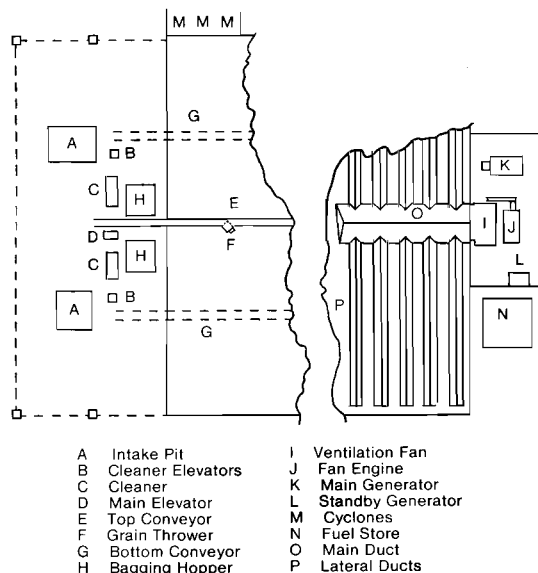 M M M
G
A
B
K
C
H
E
O
I
J
D
F
C
H
L
B
P
A
N
G
A Intake Pit
B Cleaner Elevators
C Cleaner
D Main Elevator
E Top Conveyor
F Grain Thrower
G Bottom Conveyor
H Bagging Hopper
I Ventilation Fan
J Fan Engine
K Main Generator
L Standby Generator
M Cyclones
N Fuel Store
O Main Duct
P Lateral Ducts